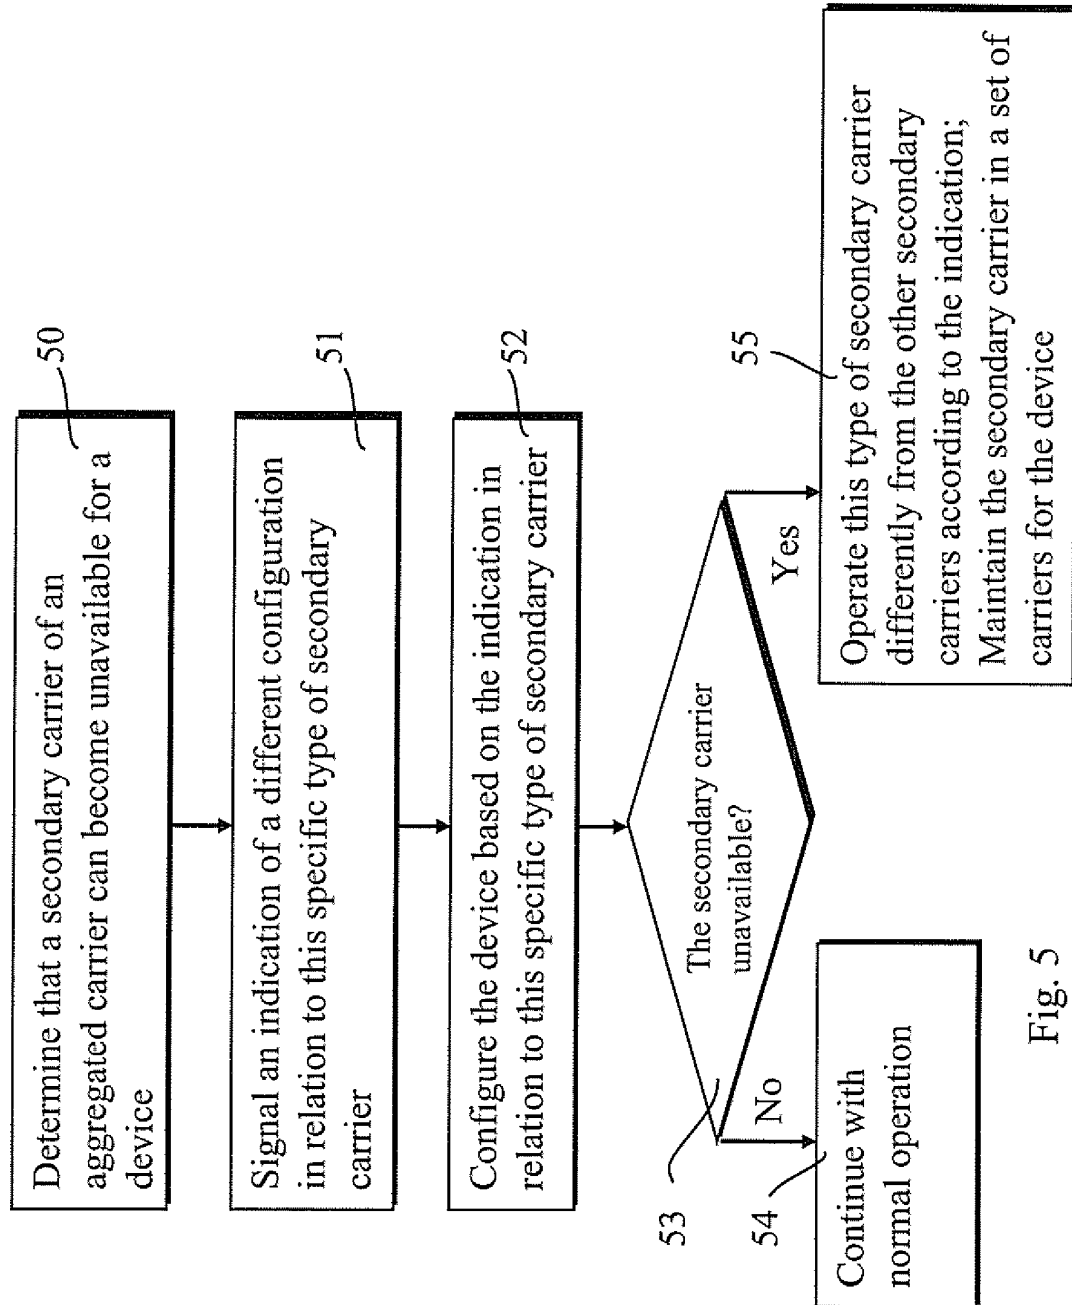 50
Determine that a secondary carrier of an
aggregated carrier can become unavailable for a
device
51
Signal an indication of a different configuration
in relation to this specific type of secondary
carrier
52
Configure the device based on the indication in
relation to this specific type of secondary carrier
53
The secondary carrier
unavailable?
No
Yes
54
Continue with
normal operation
55
Operate this type of secondary carrier
differently from the other secondary
carriers according to the indication;
Maintain the secondary carrier in a set of
carriers for the device
Fig. 5